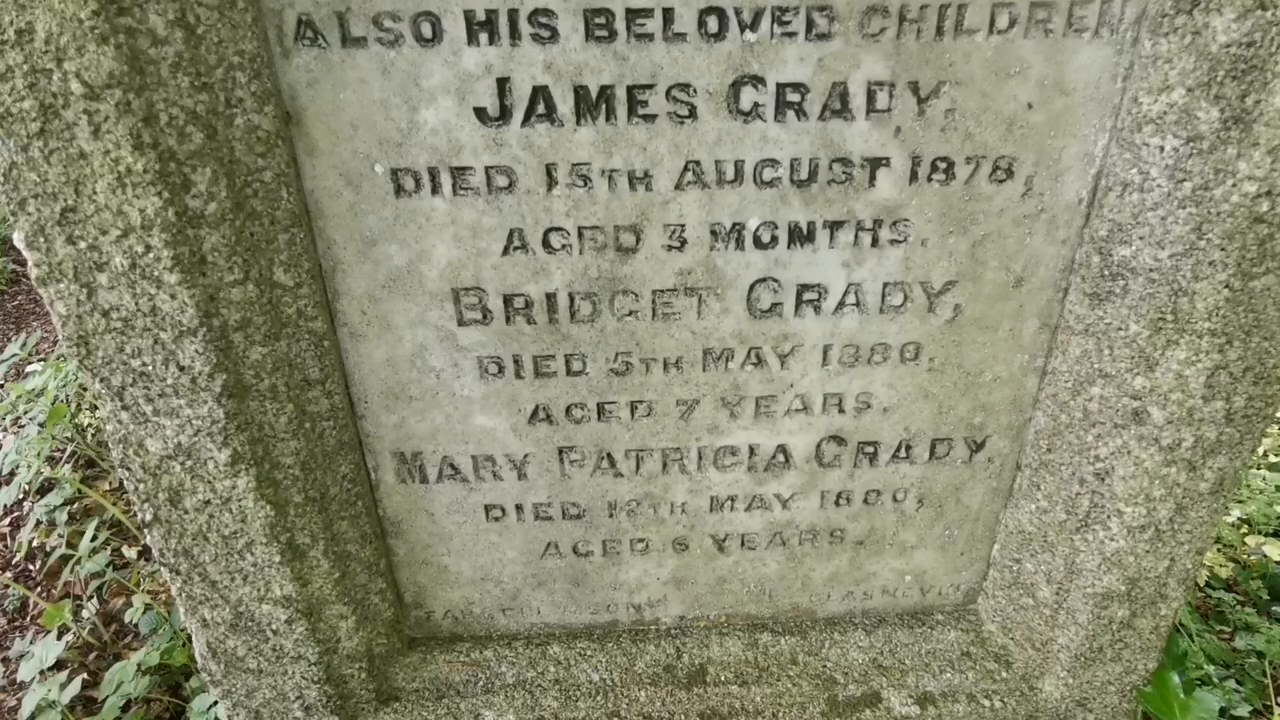 ALSO HIS BELOVED CHILDREN
JAMES GRADY,
DIED 15TH AUGUST 1878,
AGED 3 MONTHS.
BRIDGET GRADY,
DIED 5TH MAY 1880,
AGED 7 YEARS.
MARY PATRICIA GRADY,
DIED MAY 1880,
AGED 6 YEARS.
GLASNEVIN